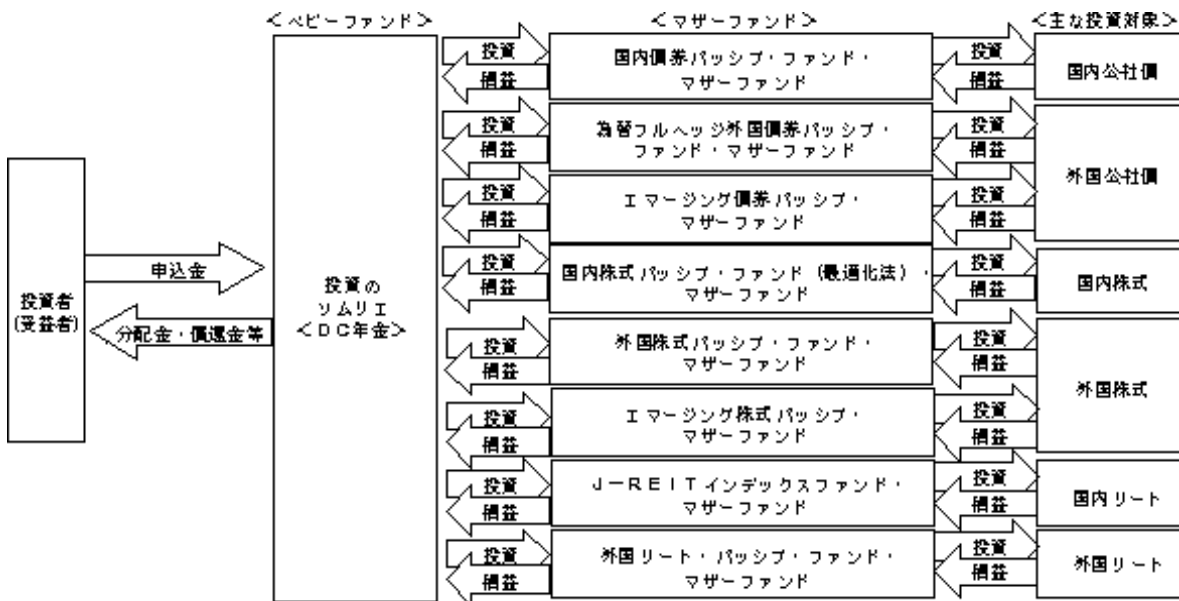 ＜ベビーファンド＞
＜マザーファンド＞
＜主な投資対象＞
投資者
(受益者)
申込金
分配金・償還金等
投資の
ソムリエ
＜ＤＣ年金＞
投資
損益
国内債券パッシブ・ファンド・
マザーファンド
投資
損益
国内公社債
投資
損益
為替フルヘッジ外国債券パッシブ・
ファンド・マザーファンド
投資
損益
外国公社債
投資
損益
エマージング債券パッシブ・
マザーファンド
投資
損益
投資
損益
国内株式パッシブ・ファンド（最適化法）・
マザーファンド
投資
損益
国内株式
投資
損益
外国株式パッシブ・ファンド・
マザーファンド
投資
損益
外国株式
投資
損益
エマージング株式パッシブ・
マザーファンド
投資
損益
投資
損益
Ｊ－ＲＥＩＴインデックスファンド・
マザーファンド
投資
損益
国内リート
投資
損益
外国リート・パッシブ・ファンド・
マザーファンド
投資
損益
外国リート